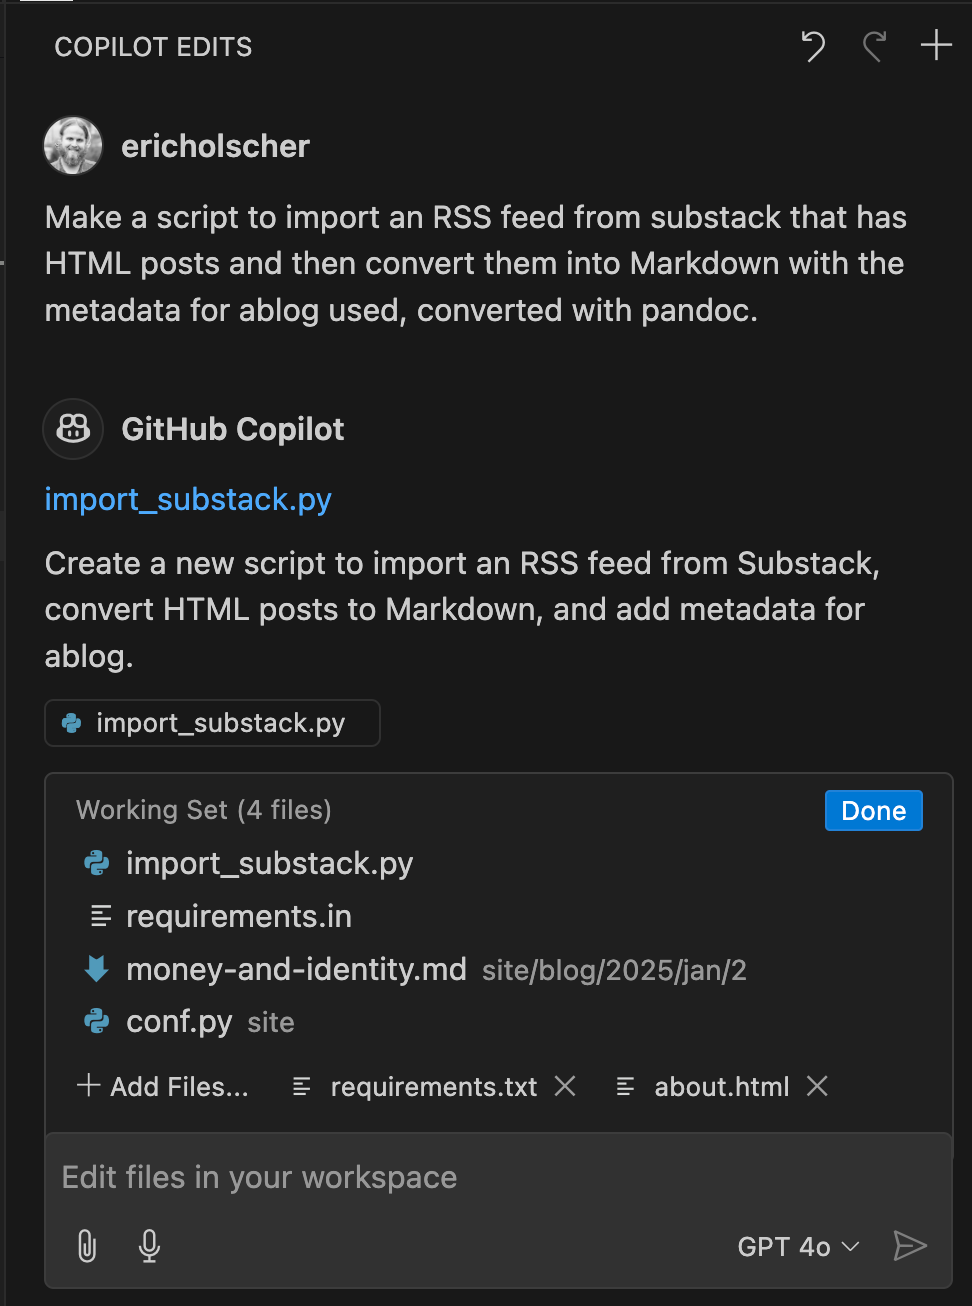 COPILOT EDITS
ericholscher
Make a script to import an RSS feed from substack that has
HTML posts and then convert them into Markdown with the
metadata for ablog used, converted with pandoc.
GitHub Copilot
import_substack.py
Create a new script to import an RSS feed from Substack,
convert HTML posts to Markdown, and add metadata for
ablog.
import_substack.py
Working Set (4 files) Done
import_substack.py
requirements.in
money-and-identity.md site/blog/2025/jan/2
conf.py site
Add Files... requirements.txt about.html
Edit files in your workspace
GPT 4o